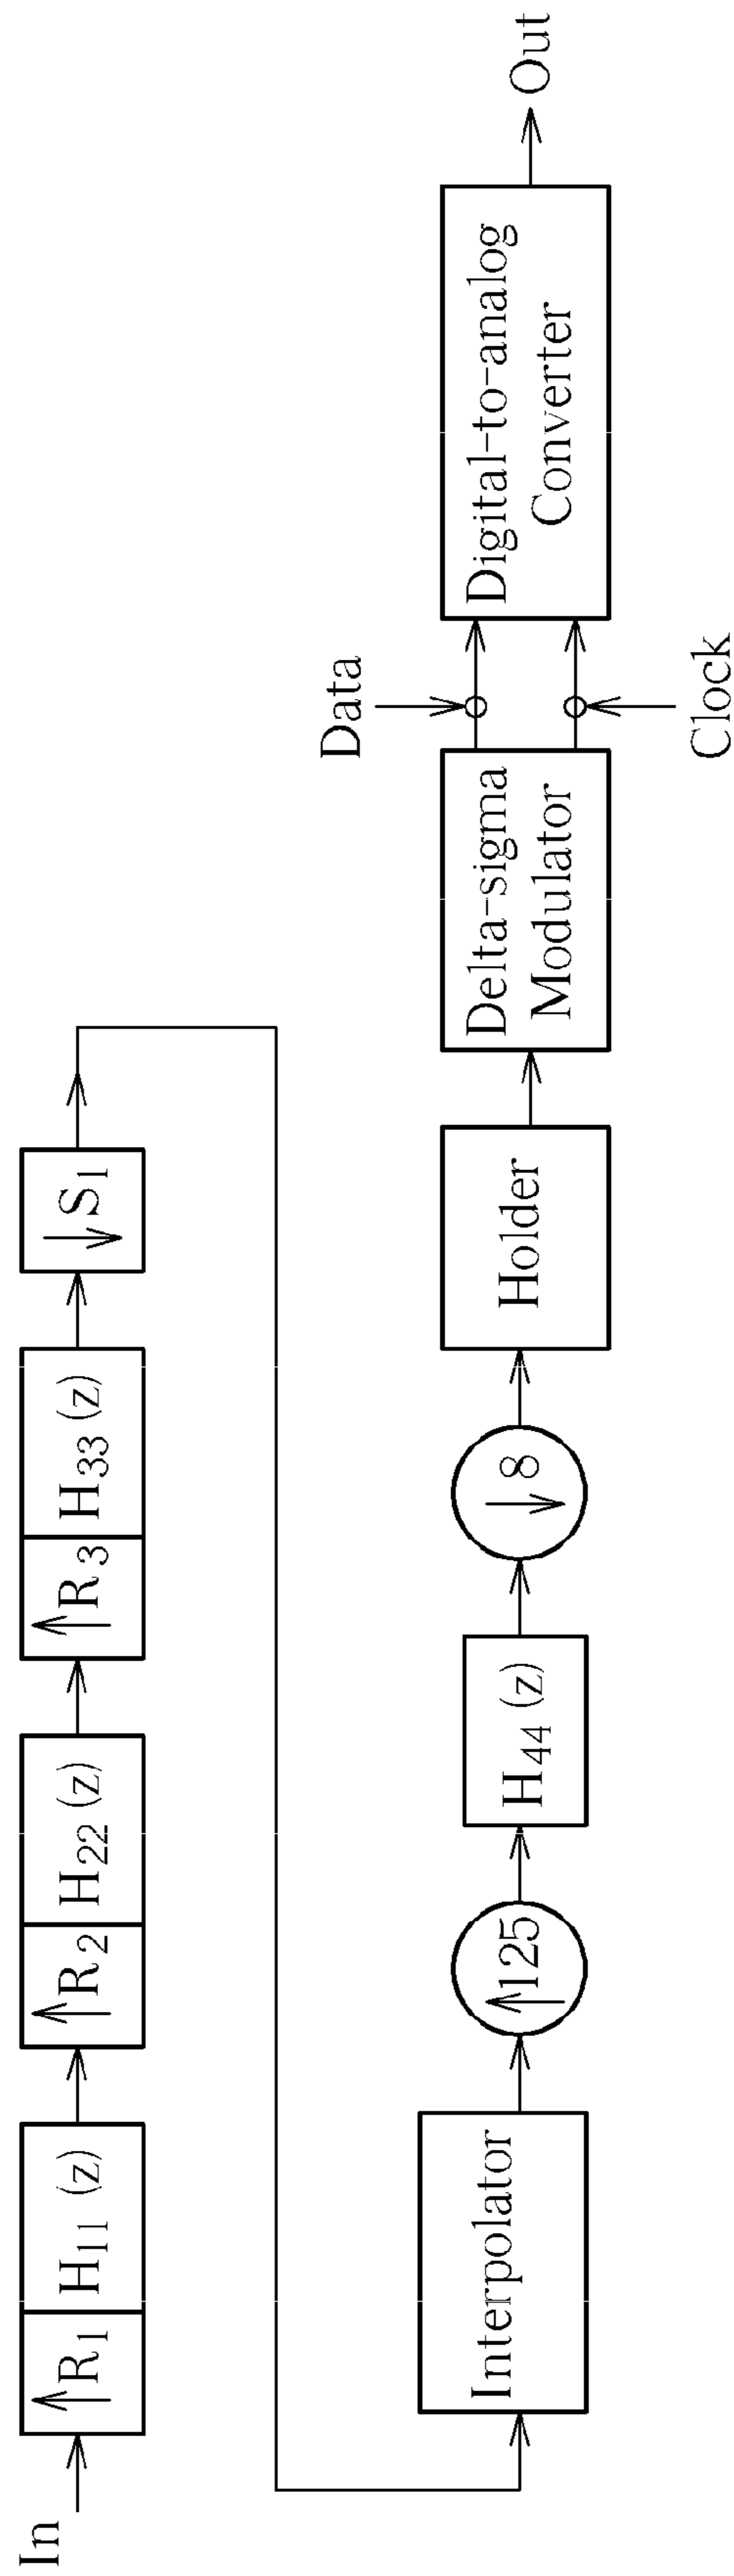 In
↑R1
H11 (z)
↑R2
H22 (z)
↑R3
H33 (z)
↓S1
Interpolator
↑125
H44 (z)
↓8
Holder
Delta-sigma
Modulator
Data
Clock
Digital-to-analog
Converter
Out